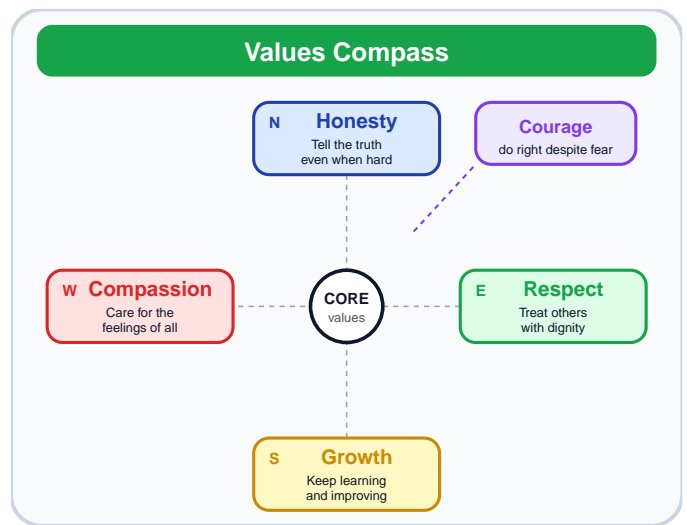 Values Compass
N Honesty
Tell the truth
even when hard
Courage
do right despite fear
W Compassion
Care for the
feelings of all
CORE
values
E Respect
Treat others
with dignity
S Growth
Keep learning
and improving